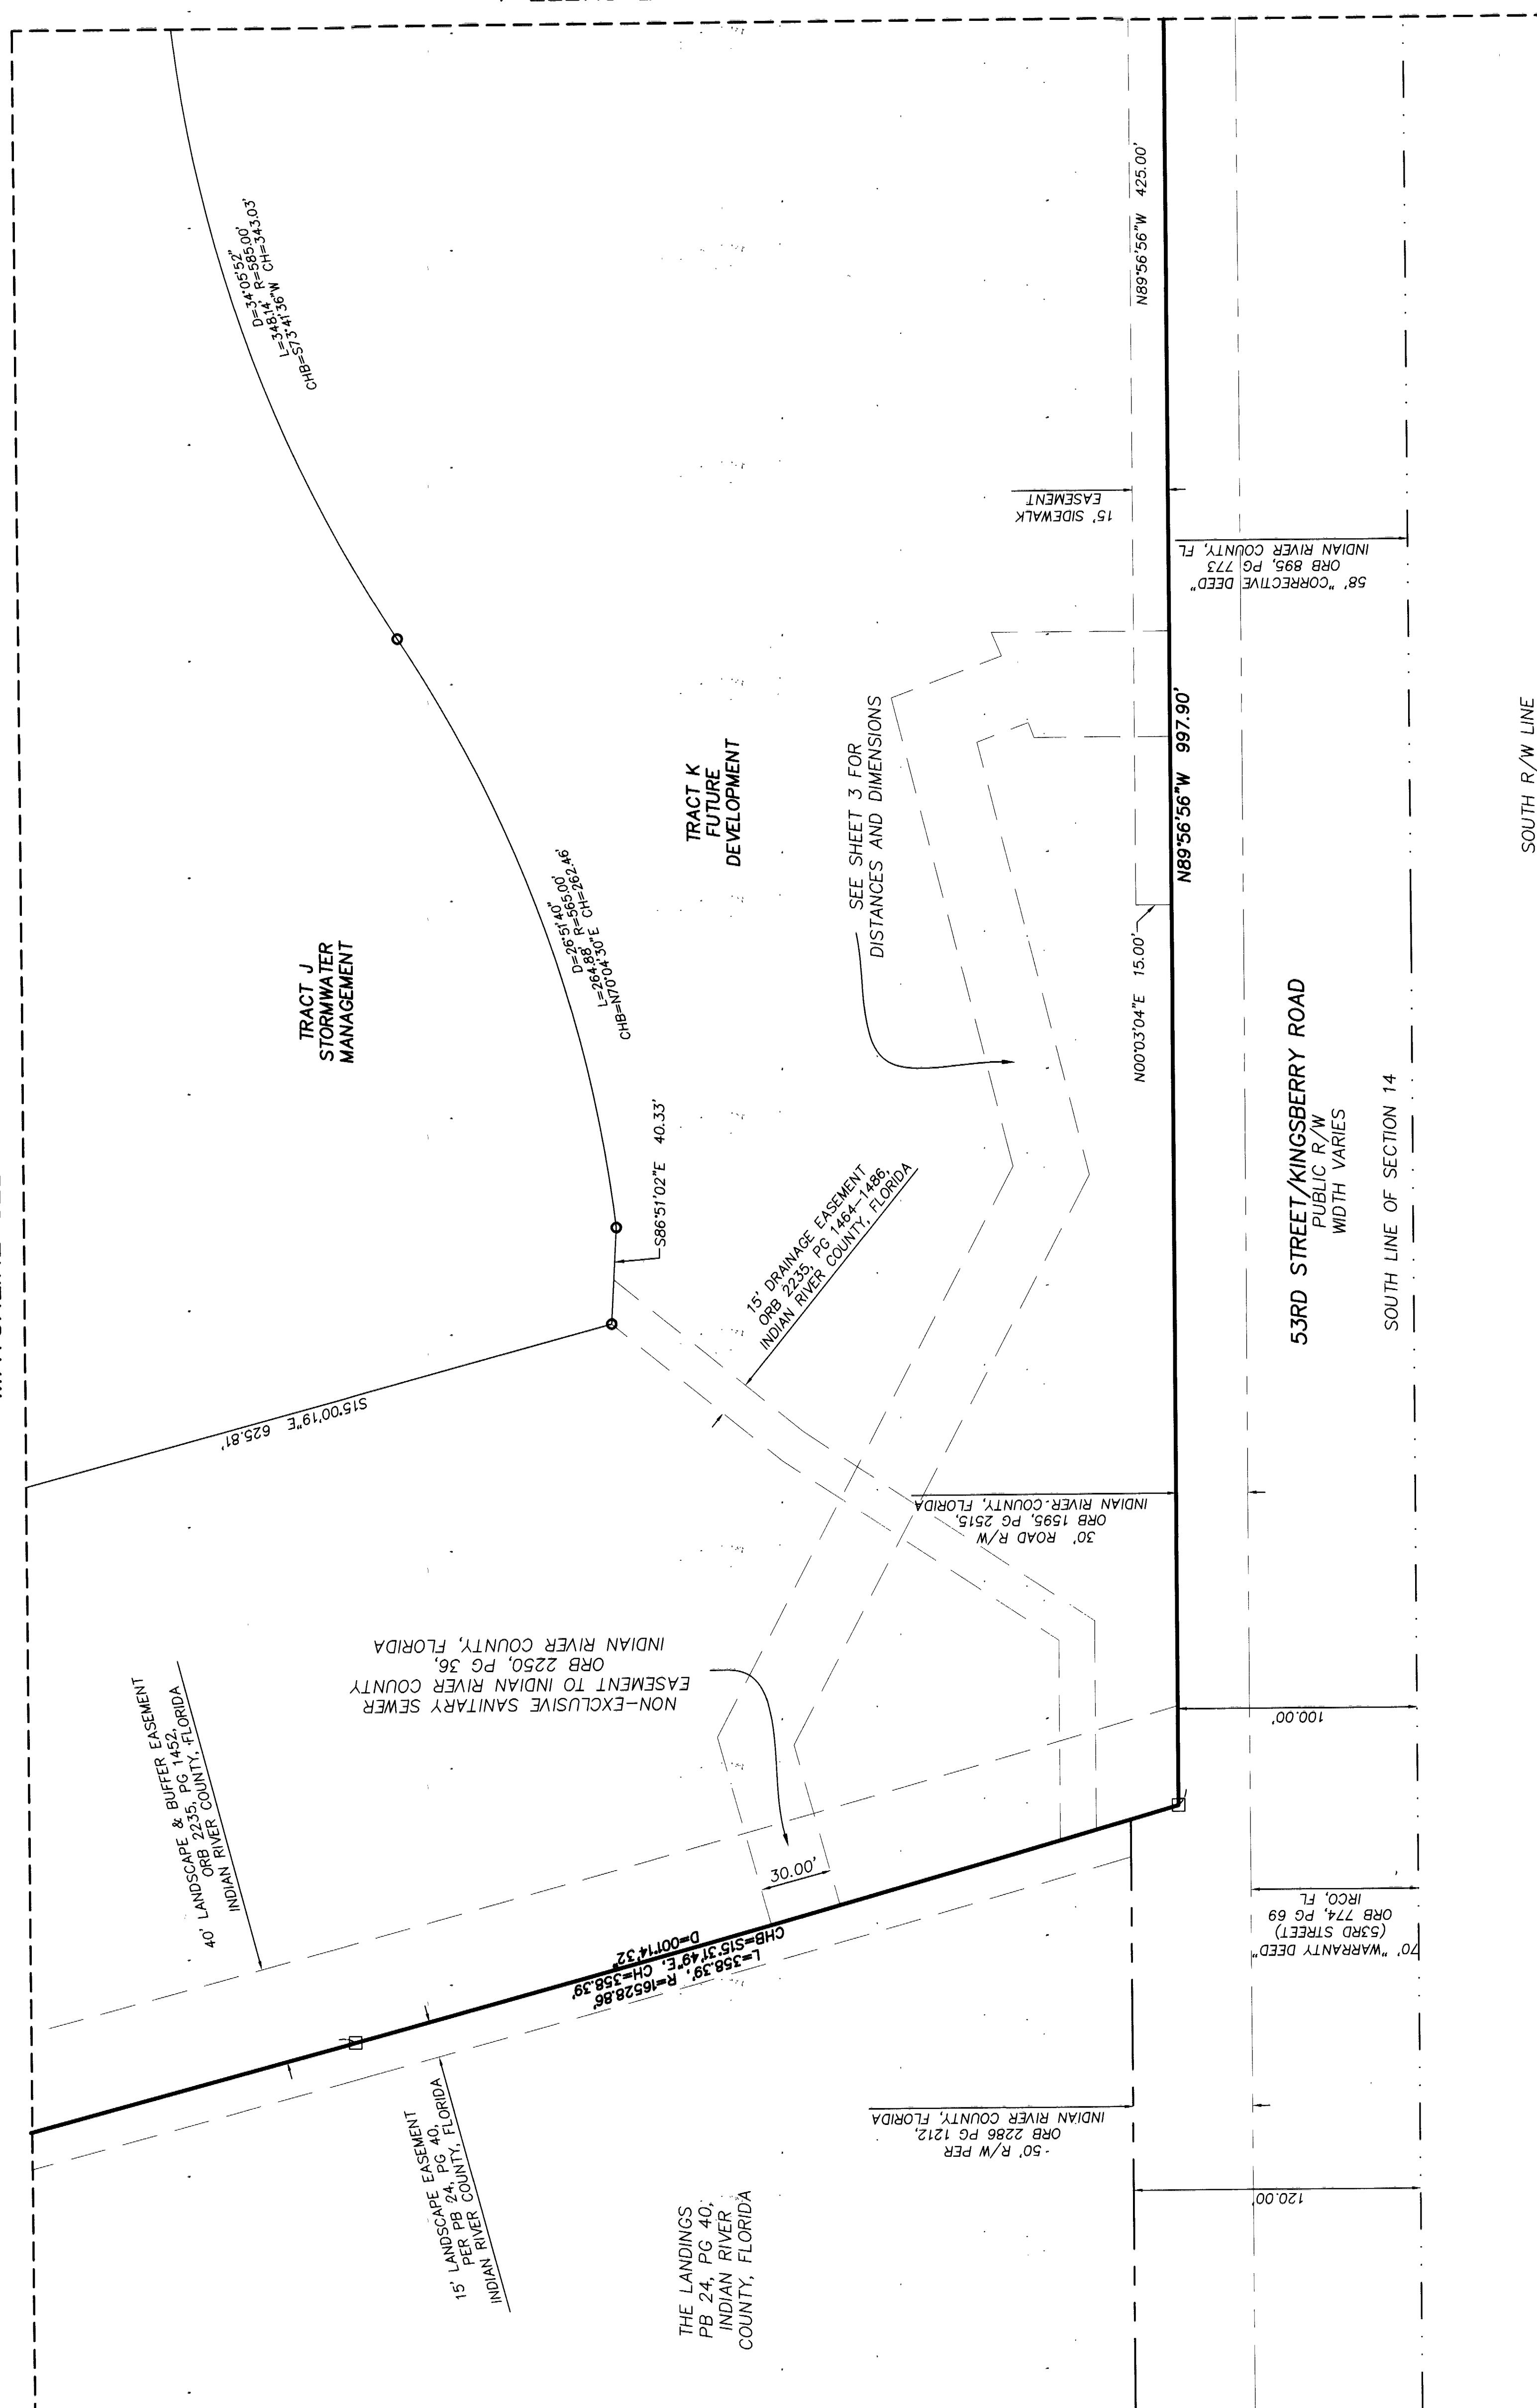 D=34°05'52"
L=348.14' R=585.00'
CHB=S73°41'36"W CH=343.03'
N89°56'56"W 425.00'
15' SIDEWALK
EASEMENT
58' "CORRECTIVE DEED"
ORB 895, PG 773
INDIAN RIVER COUNTY, FL
TRACT K
FUTURE
DEVELOPMENT
SEE SHEET 3 FOR
DISTANCES AND DIMENSIONS
N89°56'56"W 997.90'
SOUTH R/W LINE
TRACT J
STORMWATER
MANAGEMENT
D=26°51'40"
L=264.88' R=565.00'
CHB=N70°04'30"E CH=262.46'
N00°03'04"E 15.00'
S86°51'02"E 40.33'
53RD STREET/KINGSBERRY ROAD
PUBLIC R/W
WIDTH VARIES
SOUTH LINE OF SECTION 14
15' DRAINAGE EASEMENT
ORB 2235, PG 1464-1486,
INDIAN RIVER COUNTY, FLORIDA
S15°00'19"E 625.81'
30' ROAD R/W
ORB 1595, PG 2515,
INDIAN RIVER COUNTY, FLORIDA
NON-EXCLUSIVE SANITARY SEWER
EASEMENT TO INDIAN RIVER COUNTY
ORB 2250, PG 36,
INDIAN RIVER COUNTY, FLORIDA
40' LANDSCAPE & BUFFER EASEMENT
ORB 2235, PG 1452,
INDIAN RIVER COUNTY, FLORIDA
100.00'
30.00'
L=358.39', R=16528.86'
CHB=S15°31'49"E, CH=358.39'
D=001°14'32"
70' "WARRANTY DEED"
(53RD STREET)
ORB 774, PG 69
IRCO, FL
15' LANDSCAPE EASEMENT
PER PB 24, PG 40,
INDIAN RIVER COUNTY, FLORIDA
50' R/W PER
ORB 2286 PG 1212,
INDIAN RIVER COUNTY, FLORIDA
120.00'
THE LANDINGS
PB 24, PG 40,
INDIAN RIVER
COUNTY, FLORIDA